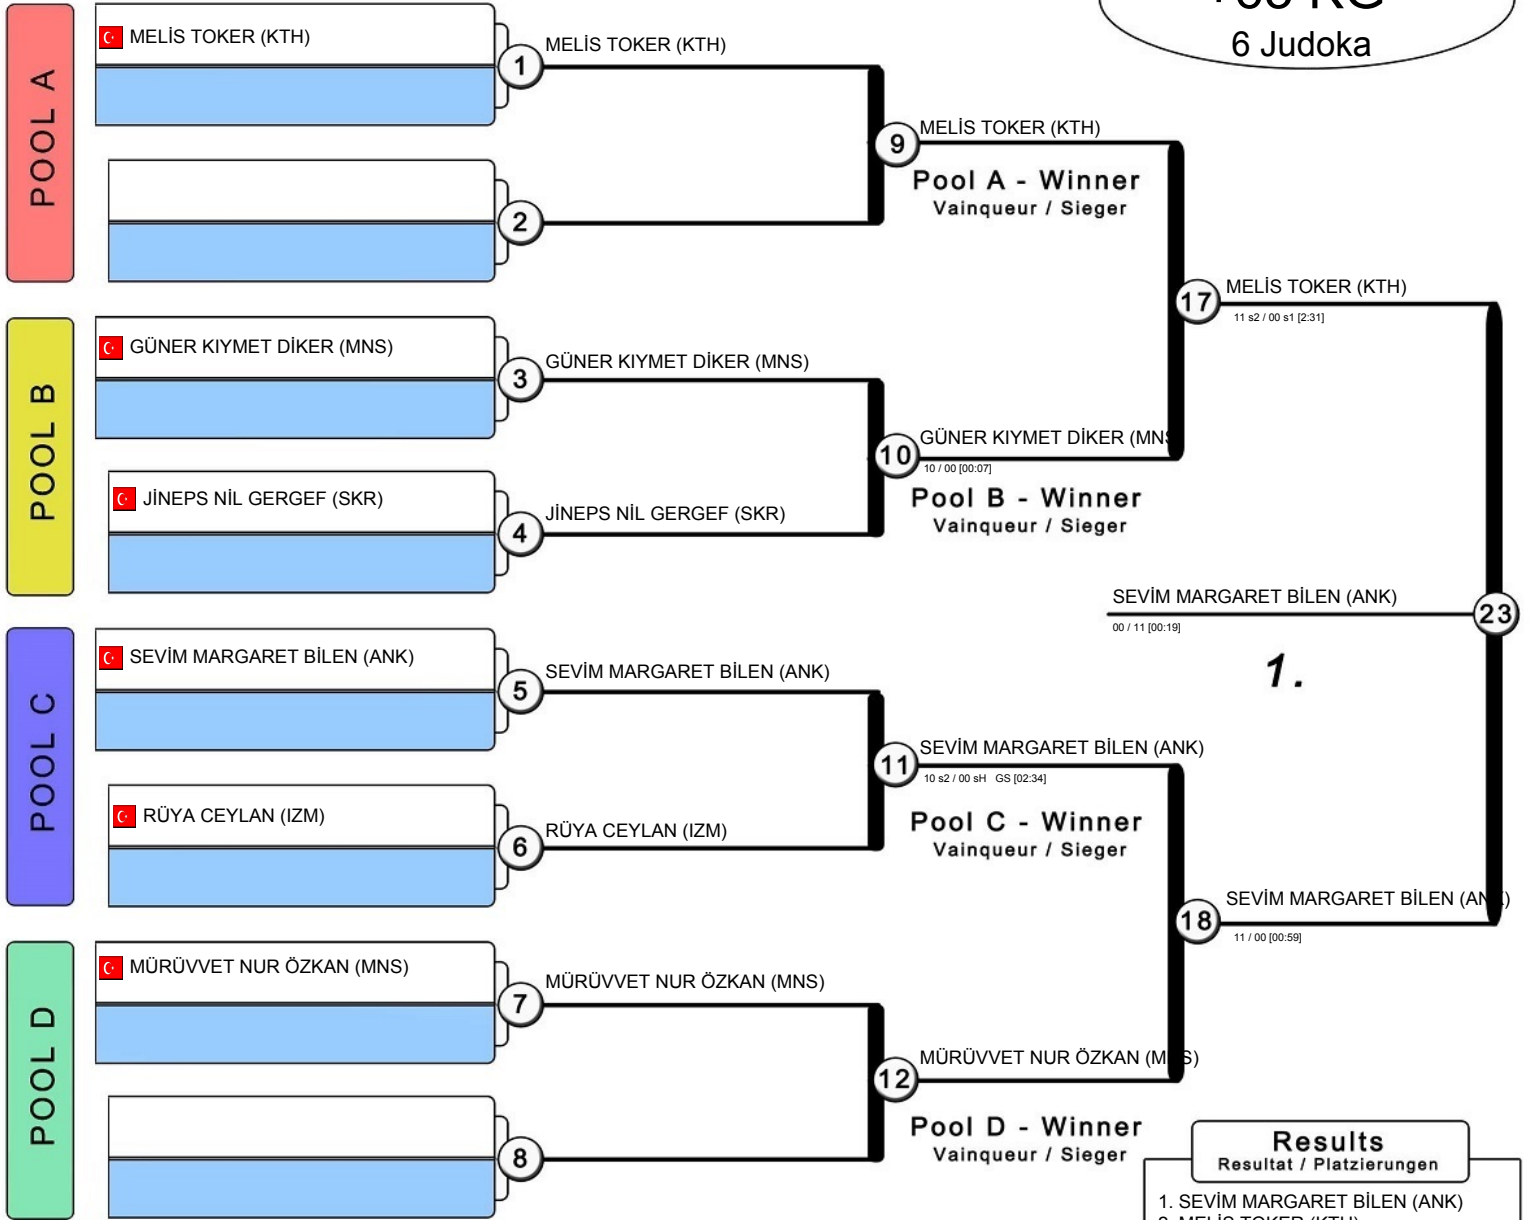 6 Judoka
POOL A
MELİS TOKER (KTH)
1
MELİS TOKER (KTH)
2
9
MELİS TOKER (KTH)
Pool A - Winner
Vainqueur / Sieger
POOL B
GÜNER KIYMET DİKER (MNS)
3
GÜNER KIYMET DİKER (MNS)
JİNEPS NİL GERGEF (SKR)
4
JİNEPS NİL GERGEF (SKR)
10
GÜNER KIYMET DİKER (MNS
10 / 00 [00:07]
Pool B - Winner
Vainqueur / Sieger
17
MELİS TOKER (KTH)
11 s2 / 00 s1 [2:31]
SEVİM MARGARET BİLEN (ANK)
00 / 11 [00:19]
23
1.
POOL C
SEVİM MARGARET BİLEN (ANK)
5
SEVİM MARGARET BİLEN (ANK)
RÜYA CEYLAN (IZM)
6
RÜYA CEYLAN (IZM)
11
SEVİM MARGARET BİLEN (ANK)
10 s2 / 00 sH GS [02:34]
Pool C - Winner
Vainqueur / Sieger
18
SEVİM MARGARET BİLEN (ANK)
11 / 00 [00:59]
POOL D
MÜRÜVVET NUR ÖZKAN (MNS)
7
MÜRÜVVET NUR ÖZKAN (MNS)
8
12
MÜRÜVVET NUR ÖZKAN (MNS)
Pool D - Winner
Vainqueur / Sieger
Results
Resultat / Platzierungen
1. SEVİM MARGARET BİLEN (ANK)